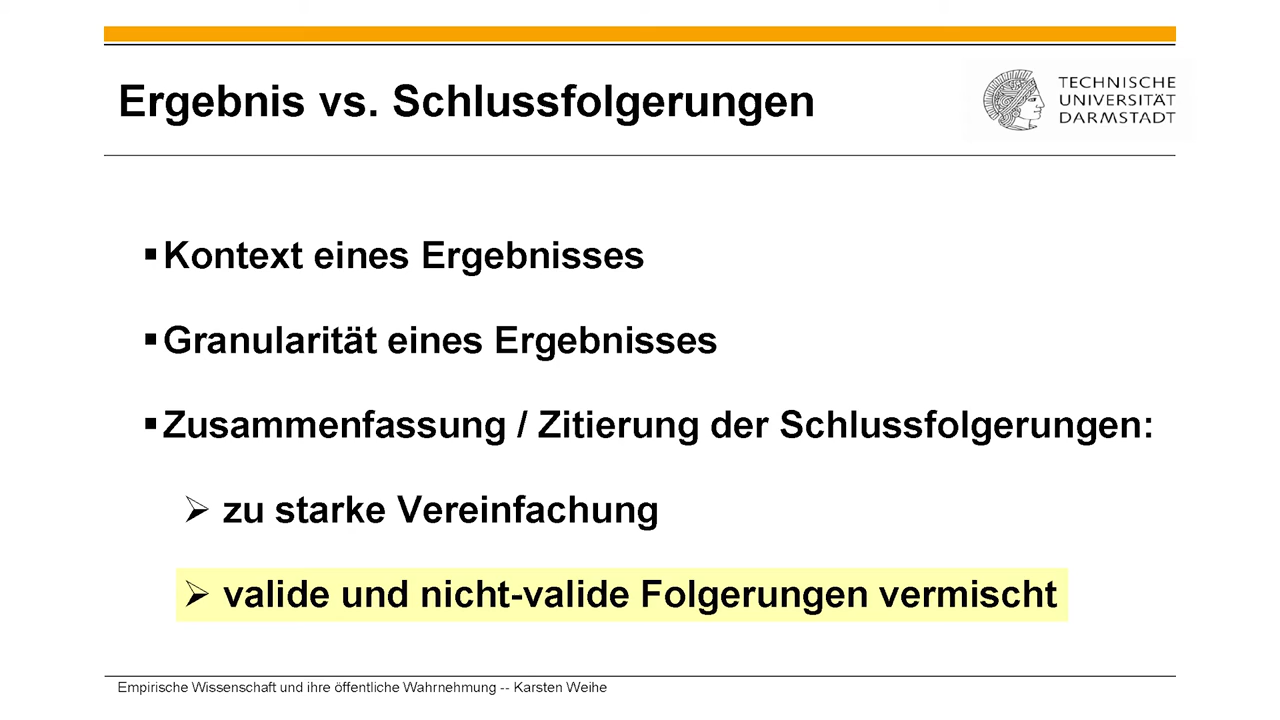 Ergebnis vs. Schlussfolgerungen
TECHNISCHE
UNIVERSITÄT
DARMSTADT
▪ Kontext eines Ergebnisses
▪ Granularität eines Ergebnisses
▪ Zusammenfassung / Zitierung der Schlussfolgerungen:
➢ zu starke Vereinfachung
➢ valide und nicht-valide Folgerungen vermischt
Empirische Wissenschaft und ihre öffentliche Wahrnehmung -- Karsten Weihe